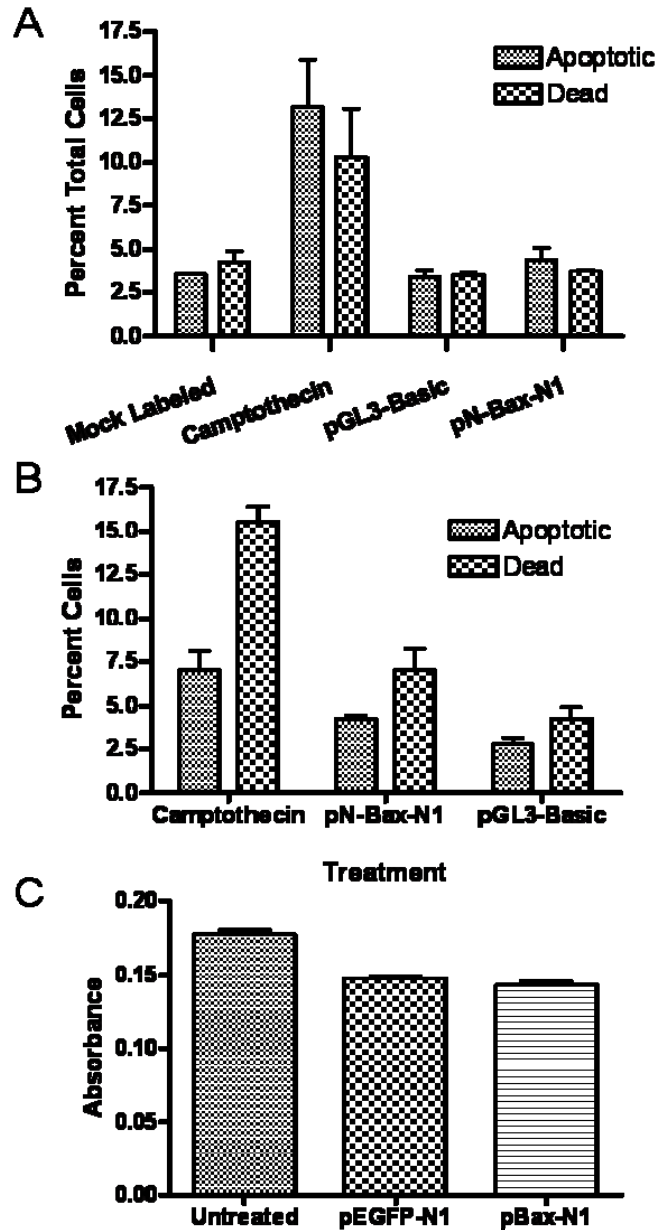 A
17.5
15.0
12.5
10.0
7.5
5.0
2.5
0.0
Percent Total Cells
Apoptotic
Dead
Mock Labeled
Camptothecin
pGL3-Basic
pN-Bax-N1
B
17.5
15.0
12.5
10.0
7.5
5.0
2.5
0.0
Percent Cells
Apoptotic
Dead
Camptothecin
pN-Bax-N1
pGL3-Basic
Treatment
C
0.20
0.15
0.10
0.05
0.00
Absorbance
Untreated
pEGFP-N1
pBax-N1